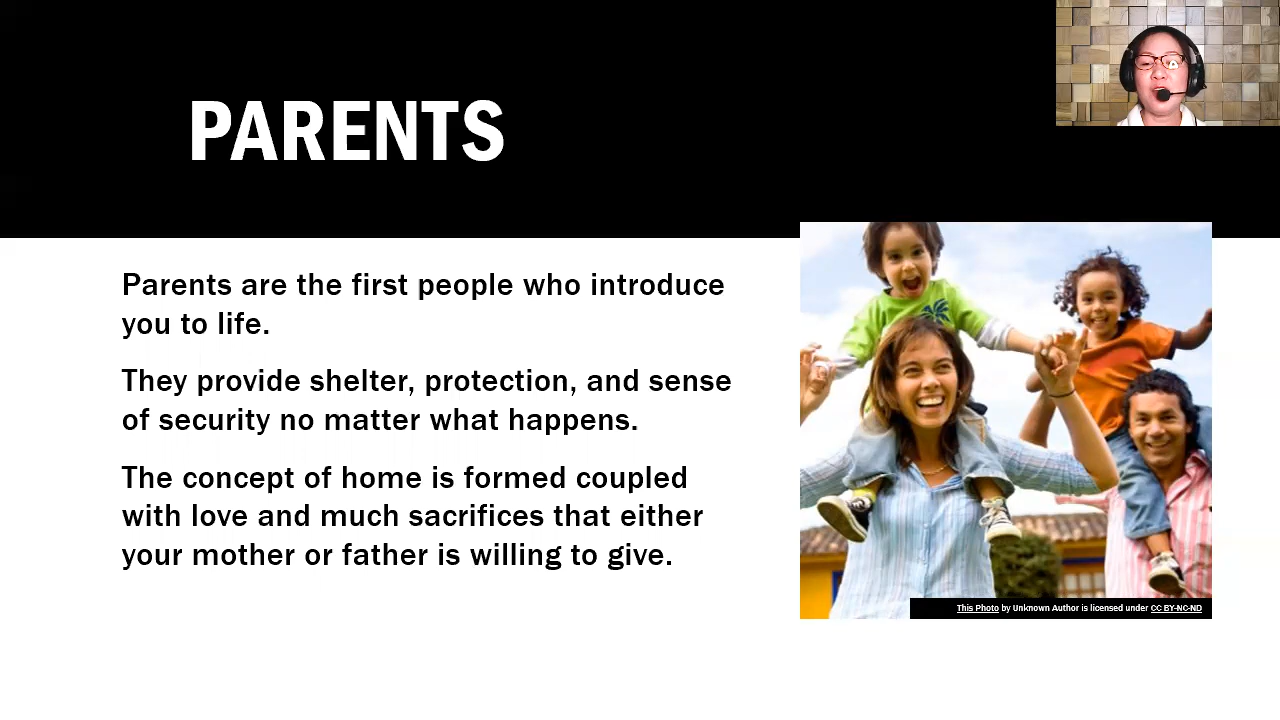 PARENTS
Parents are the first people who introduce
you to life.
They provide shelter, protection, and sense
of security no matter what happens.
The concept of home is formed coupled
with love and much sacrifices that either
your mother or father is willing to give.
This Photo by Unknown Author is licensed under CC BY-NC-ND